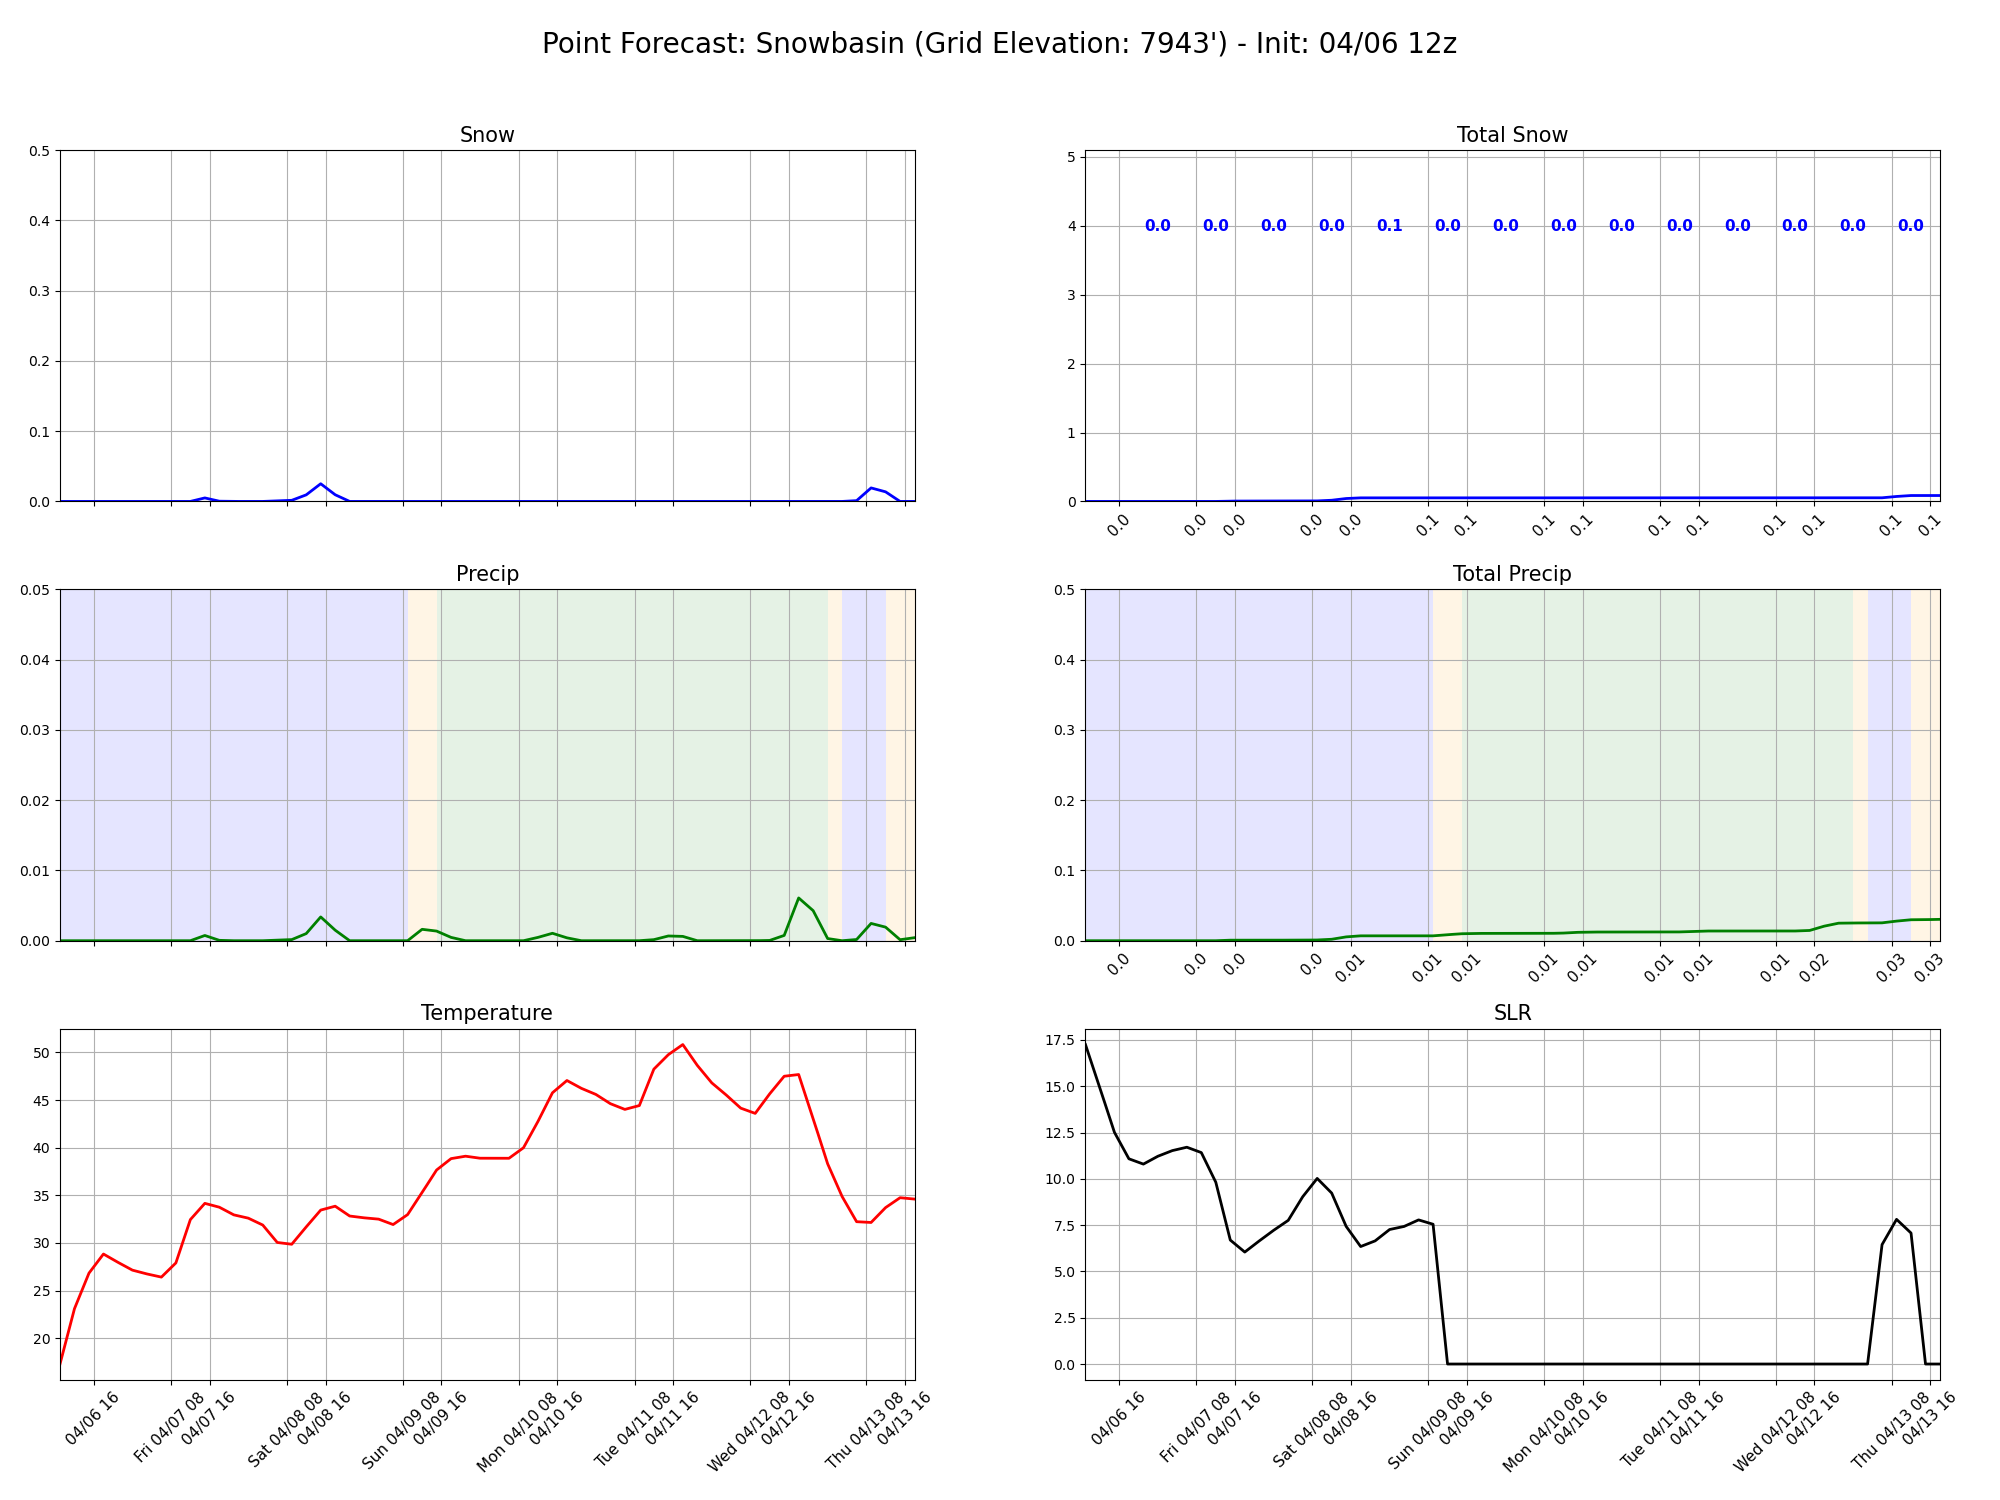 Point Forecast: Snowbasin (Grid Elevation: 7943') - Init: 04/06 12z
Snow
0.5
0.4
0.3
0.2
0.1
0.0
Total Snow
5
4
3
2
1
0
0.0 0.0 0.0 0.0 0.1 0.0 0.0 0.0 0.0 0.0 0.0 0.0 0.0 0.0
0.0 0.0 0.0 0.0 0.0 0.1 0.1 0.1 0.1 0.1 0.1 0.1 0.1 0.1 0.1
Precip
0.05
0.04
0.03
0.02
0.01
0.00
Total Precip
0.5
0.4
0.3
0.2
0.1
0.0
0.0 0.0 0.0 0.0 0.01 0.01 0.01 0.01 0.01 0.01 0.01 0.01 0.02 0.03 0.03
Temperature
50
45
40
35
30
25
20
04/06 16
Fri 04/07 08
04/07 16
Sat 04/08 08
04/08 16
Sun 04/09 08
04/09 16
Mon 04/10 08
04/10 16
Tue 04/11 08
04/11 16
Wed 04/12 08
04/12 16
Thu 04/13 08
04/13 16
SLR
17.5
15.0
12.5
10.0
7.5
5.0
2.5
0.0
04/06 16
Fri 04/07 08
04/07 16
Sat 04/08 08
04/08 16
Sun 04/09 08
04/09 16
Mon 04/10 08
04/10 16
Tue 04/11 08
04/11 16
Wed 04/12 08
04/12 16
Thu 04/13 08
04/13 16